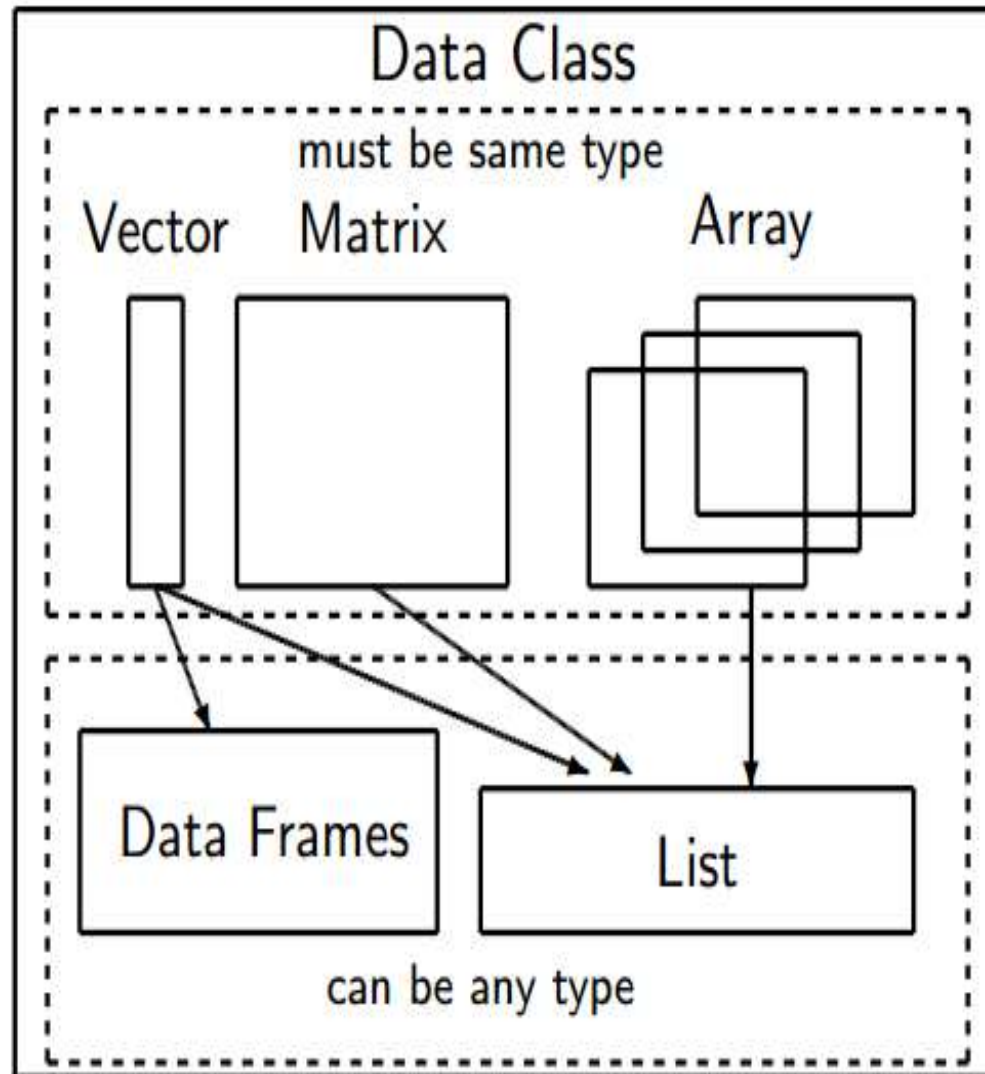 Data Class
must be same type
Vector Matrix Array
Data Frames List
can be any type